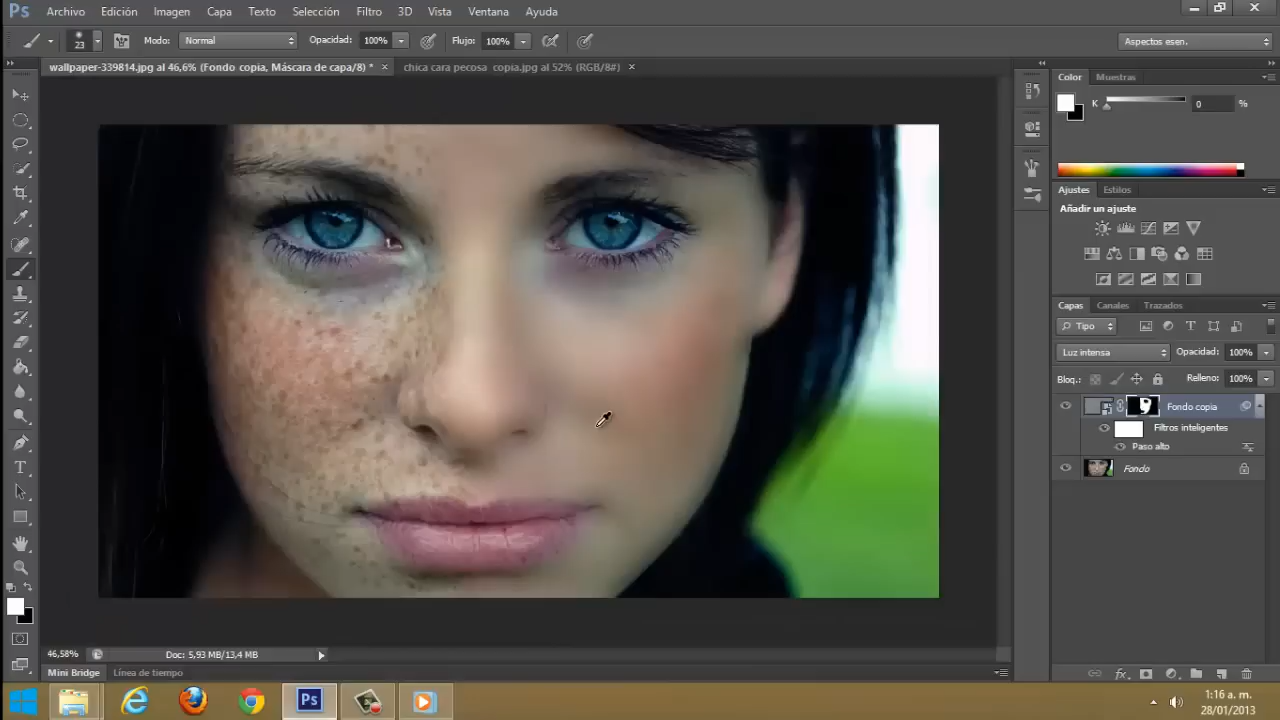 Ps Archivo Edición Imagen Capa Texto Selección Filtro 3D Vista Ventana Ayuda
23 Modo: Normal Opacidad: 100% Flujo: 100% Aspectos esen.
wallpaper-339814.jpg al 46,6% (Fondo copia, Máscara de capa/8) * × chica cara pecosa copia.jpg al 52% (RGB/8#) ×
Color Muestras
K 0 %
Ajustes Estilos
Añadir un ajuste
Capas Canales Trazados
Tipo
Luz intensa Opacidad: 100%
Bloq.: Relleno: 100%
Fondo copia
Filtros inteligentes
Paso alto
Fondo
46,58% Doc: 5,93 MB/13,4 MB
Mini Bridge Línea de tiempo
Ps
1:16 a. m.
28/01/2013